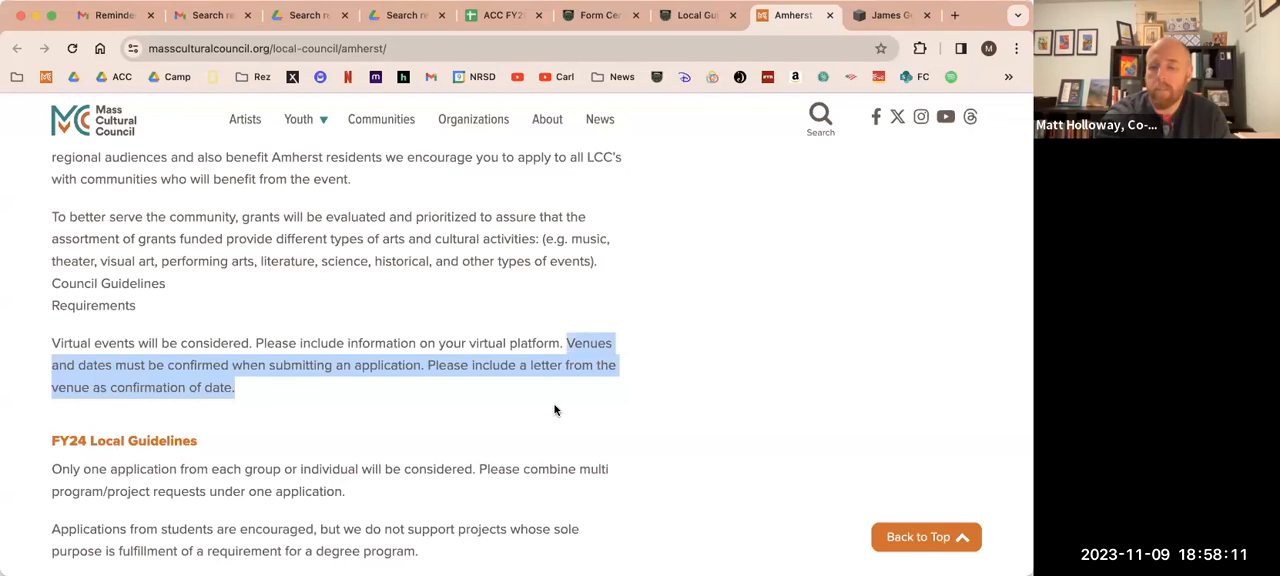 Reminde
Search re
Search re
Search re
ACC FY2
Form Cen
Local Gui
Amherst
James G
massculturalcouncil.org/local-council/amherst/
M
ACC
Camp
Rez
NRSD
Carl
News
FC
Mass
Cultural
Council
Artists
Youth
Communities
Organizations
About
News
Search
regional audiences and also benefit Amherst residents we encourage you to apply to all LCC's
with communities who will benefit from the event.
To better serve the community, grants will be evaluated and prioritized to assure that the
assortment of grants funded provide different types of arts and cultural activities: (e.g. music,
theater, visual art, performing arts, literature, science, historical, and other types of events).
Council Guidelines
Requirements
Virtual events will be considered. Please include information on your virtual platform. Venues
and dates must be confirmed when submitting an application. Please include a letter from the
venue as confirmation of date.
FY24 Local Guidelines
Only one application from each group or individual will be considered. Please combine multi
program/project requests under one application.
Applications from students are encouraged, but we do not support projects whose sole
purpose is fulfillment of a requirement for a degree program.
Back to Top
Matt Holloway, Co-...
2023-11-09 18:58:11